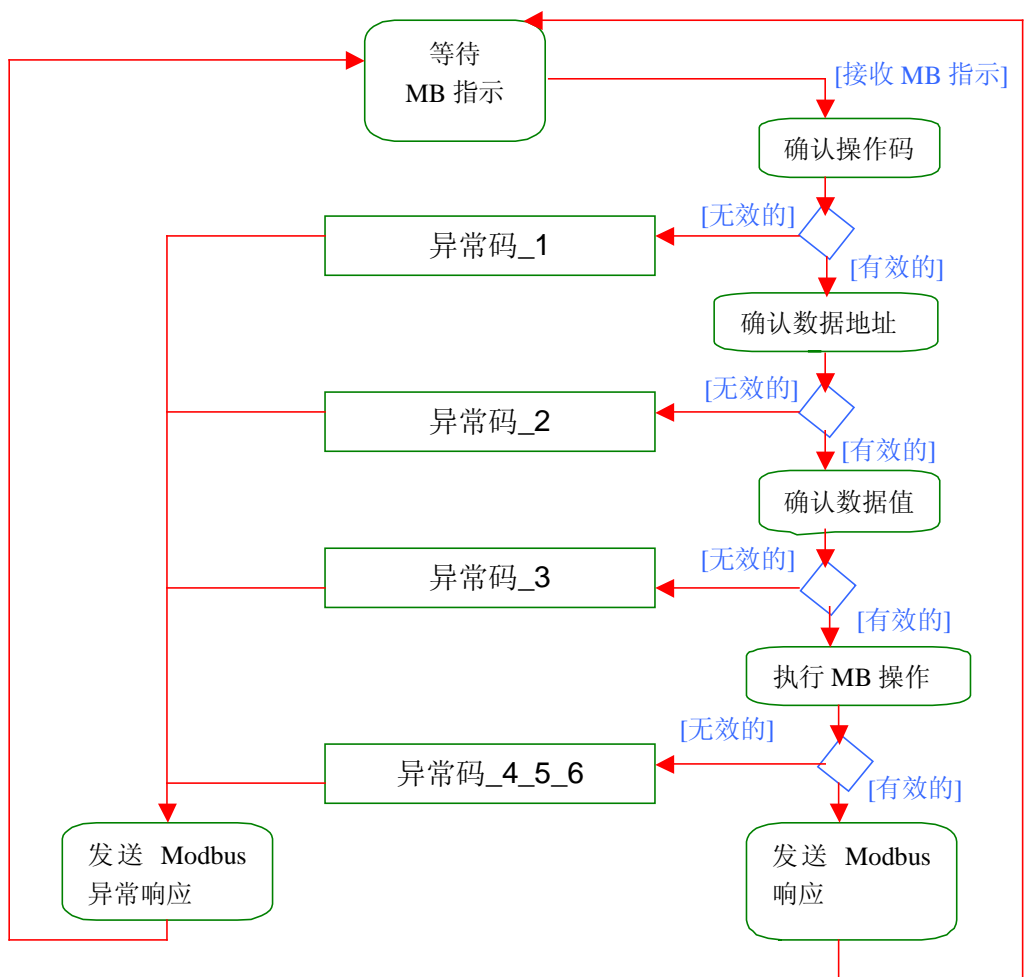 等待
MB 指示
[接收 MB 指示]
确认操作码
[无效的]
异常码_1
[有效的]
确认数据地址
[无效的]
异常码_2
[有效的]
确认数据值
[无效的]
异常码_3
[有效的]
执行 MB 操作
[无效的]
异常码_4_5_6
[有效的]
发送 Modbus
异常响应
发送 Modbus
响应